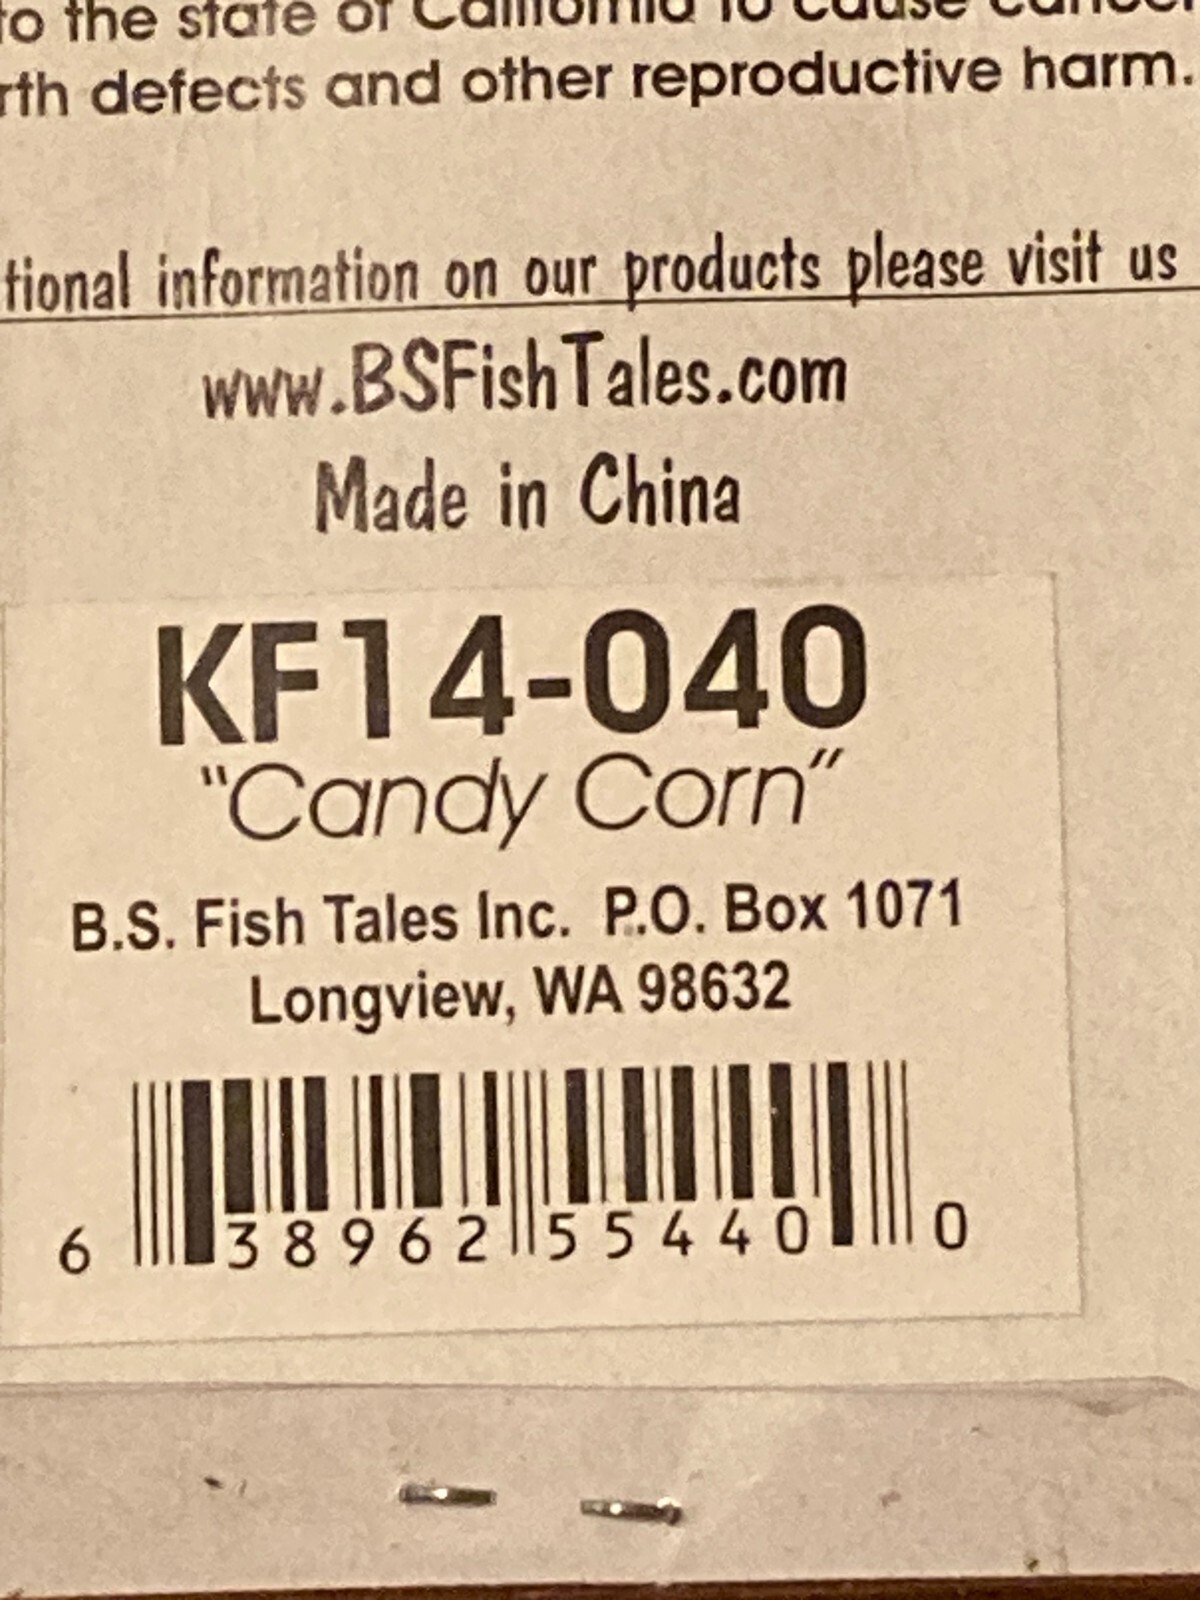 to the state of California to cause cancer
rth defects and other reproductive harm.
tional information on our products please visit us
www.BSFishTales.com
Made in China
KF14-040
"Candy Corn"
B.S. Fish Tales Inc. P.O. Box 1071
Longview, WA 98632
6 38962 55440 0